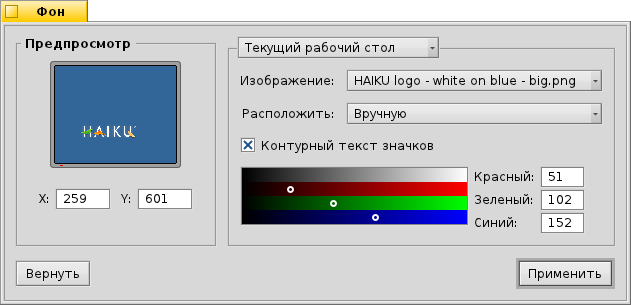 Фон
Предпросмотр
HAIKU
X: 259 Y: 601
Текущий рабочий стол
Изображение: HAIKU logo - white on blue - big.png
Расположить: Вручную
Контурный текст значков
Красный: 51
Зеленый: 102
Синий: 152
Вернуть
Применить